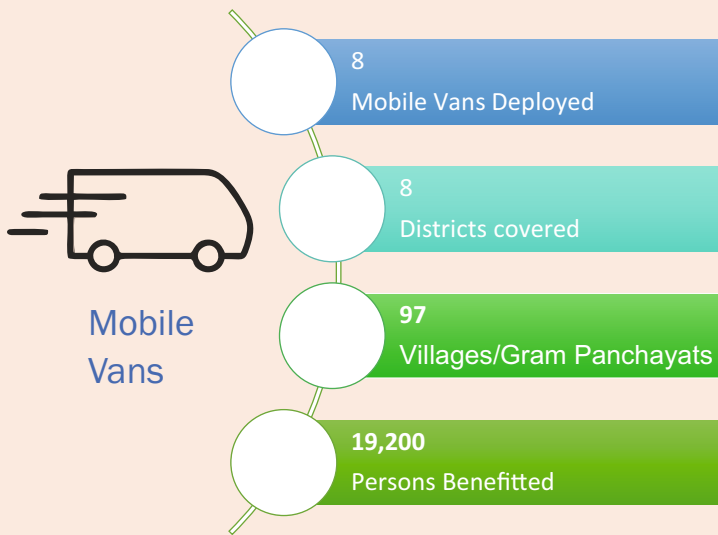 8
Mobile Vans Deployed
8
Districts covered
Mobile
Vans
97
Villages/Gram Panchayats
19,200
Persons Benefitted